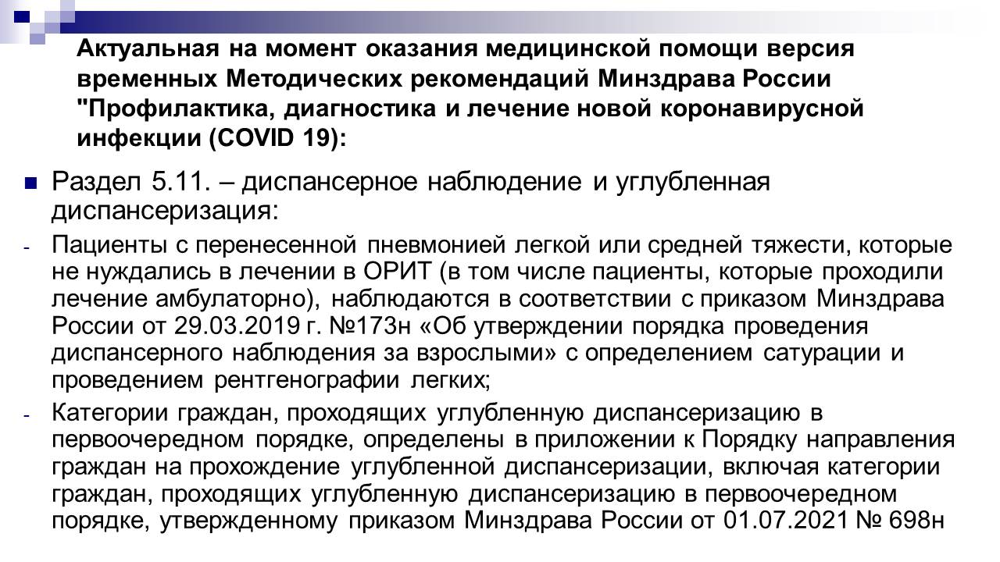 Актуальная на момент оказания медицинской помощи версия
временных Методических рекомендаций Минздрава России
"Профилактика, диагностика и лечение новой коронавирусной
инфекции (COVID 19):
Раздел 5.11. – диспансерное наблюдение и углубленная
диспансеризация:
- Пациенты с перенесенной пневмонией легкой или средней тяжести, которые
не нуждались в лечении в ОРИТ (в том числе пациенты, которые проходили
лечение амбулаторно), наблюдаются в соответствии с приказом Минздрава
России от 29.03.2019 г. №173н «Об утверждении порядка проведения
диспансерного наблюдения за взрослыми» с определением сатурации и
проведением рентгенографии легких;
- Категории граждан, проходящих углубленную диспансеризацию в
первоочередном порядке, определены в приложении к Порядку направления
граждан на прохождение углубленной диспансеризации, включая категории
граждан, проходящих углубленную диспансеризацию в первоочередном
порядке, утвержденному приказом Минздрава России от 01.07.2021 № 698н